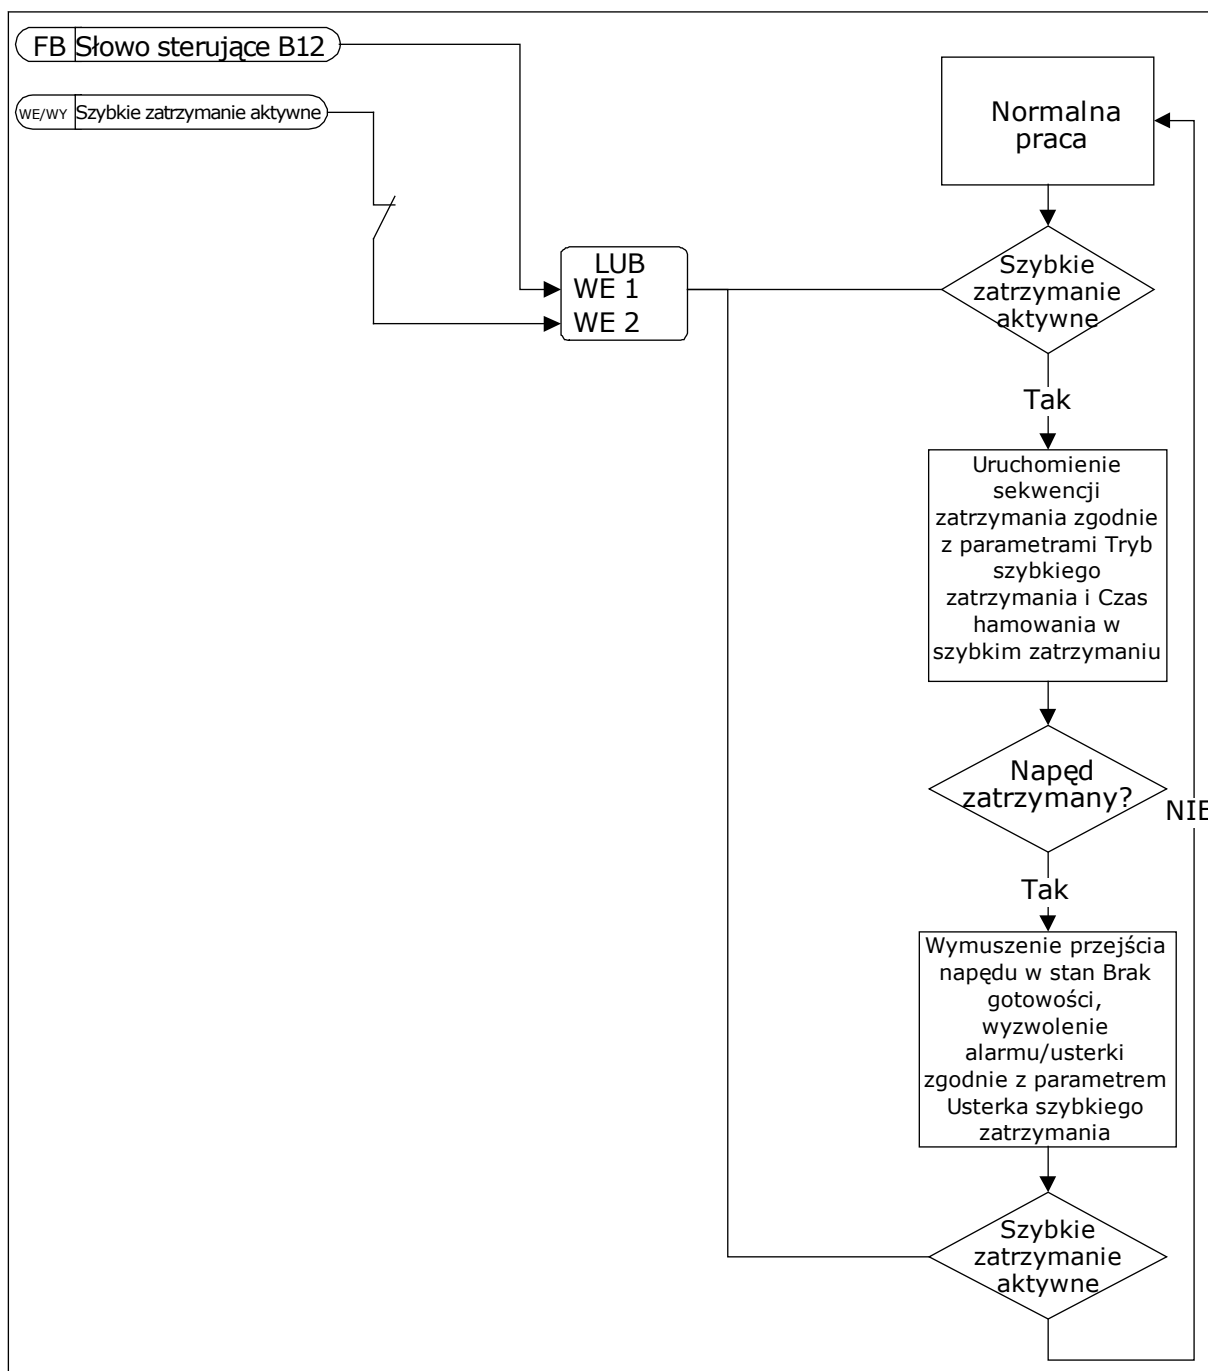 FB Słowo sterujące B12
WE/WY Szybkie zatrzymanie aktywne
LUB
WE 1
WE 2
Normalna
praca
Szybkie
zatrzymanie
aktywne
Tak
Uruchomienie
sekwencji
zatrzymania zgodnie
z parametrami Tryb
szybkiego
zatrzymania i Czas
hamowania w
szybkim zatrzymaniu
Napęd
zatrzymany?
NIE
Tak
Wymuszenie przejścia
napędu w stan Brak
gotowości,
wyzwolenie
alarmu/usterki
zgodnie z parametrem
Usterka szybkiego
zatrzymania
Szybkie
zatrzymanie
aktywne